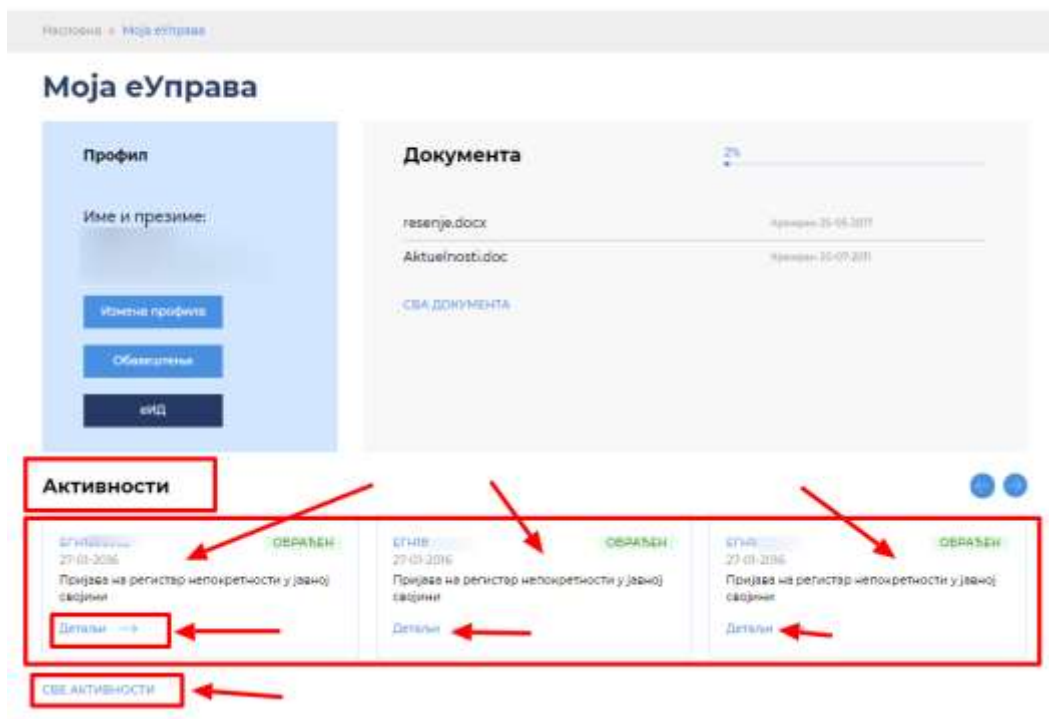 Насловна » Моја еУправа
Моја еУправа
Профил
Име и презиме:
Измена профила
Обавештења
еИД
Документа
2%
resenje.docx
Aktuelnosti.doc
СВА ДОКУМЕНТА
Активности
ОБРАЂЕН
27-01-2016
Пријава на регистар непокретности у јавној
својини
Детаљи →
ОБРАЂЕН
27-01-2016
Пријава на регистар непокретности у јавној
својини
Детаљи
ОБРАЂЕН
27-01-2016
Пријава на регистар непокретности у јавној
својини
Детаљи
СВЕ АКТИВНОСТИ